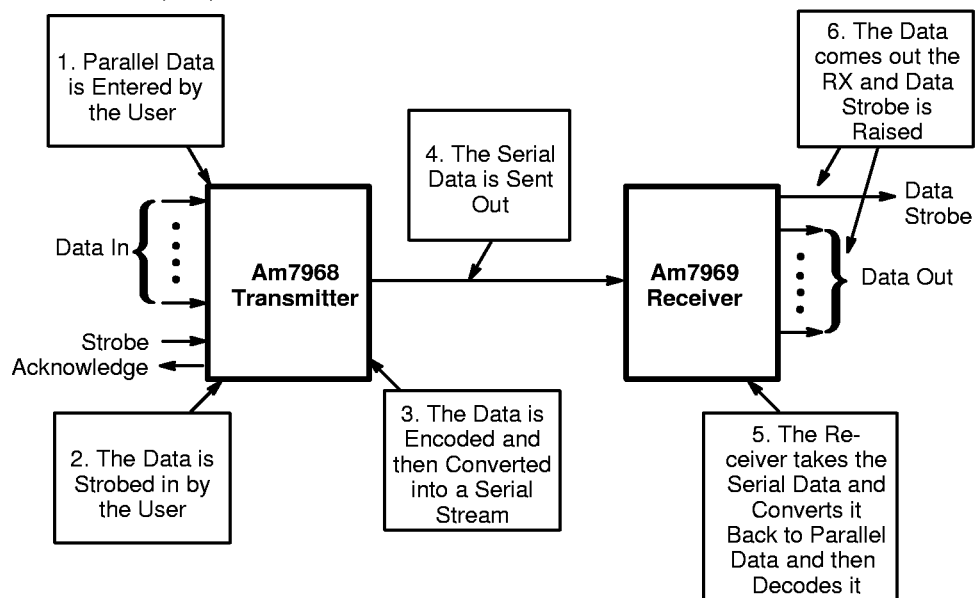 1. Parallel Data
is Entered by
the User
6. The Data
comes out the
RX and Data
Strobe is
Raised
4. The Serial
Data is Sent
Out
Data In
Strobe
Acknowledge
Am7968
Transmitter
Am7969
Receiver
Data
Strobe
Data Out
2. The Data is
Strobed in by
the User
3. The Data is
Encoded and
then Converted
into a Serial
Stream
5. The Re-
ceiver takes the
Serial Data and
Converts it
Back to Parallel
Data and then
Decodes it